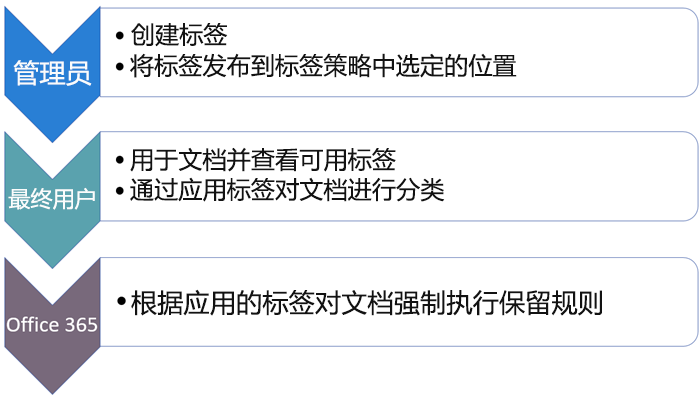 管理员
• 创建标签
• 将标签发布到标签策略中选定的位置
最终用户
• 用于文档并查看可用标签
• 通过应用标签对文档进行分类
Office 365
• 根据应用的标签对文档强制执行保留规则